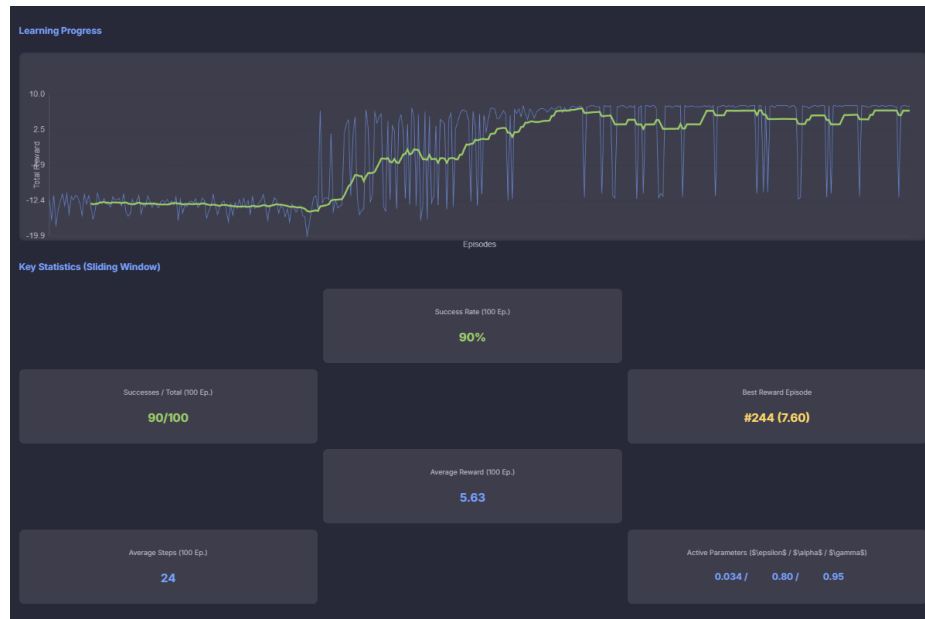 Learning Progress
10.0
2.5
Total Reward
-12.4
-19.9
Episodes
Key Statistics (Sliding Window)
Success Rate (100 Ep.)
90%
Successes / Total (100 Ep.)
90/100
Best Reward Episode
#244 (7.60)
Average Reward (100 Ep.)
5.63
Average Steps (100 Ep.)
24
Active Parameters ($\epsilon$ / $\alpha$ / $\gamma$)
0.034 / 0.80 / 0.95